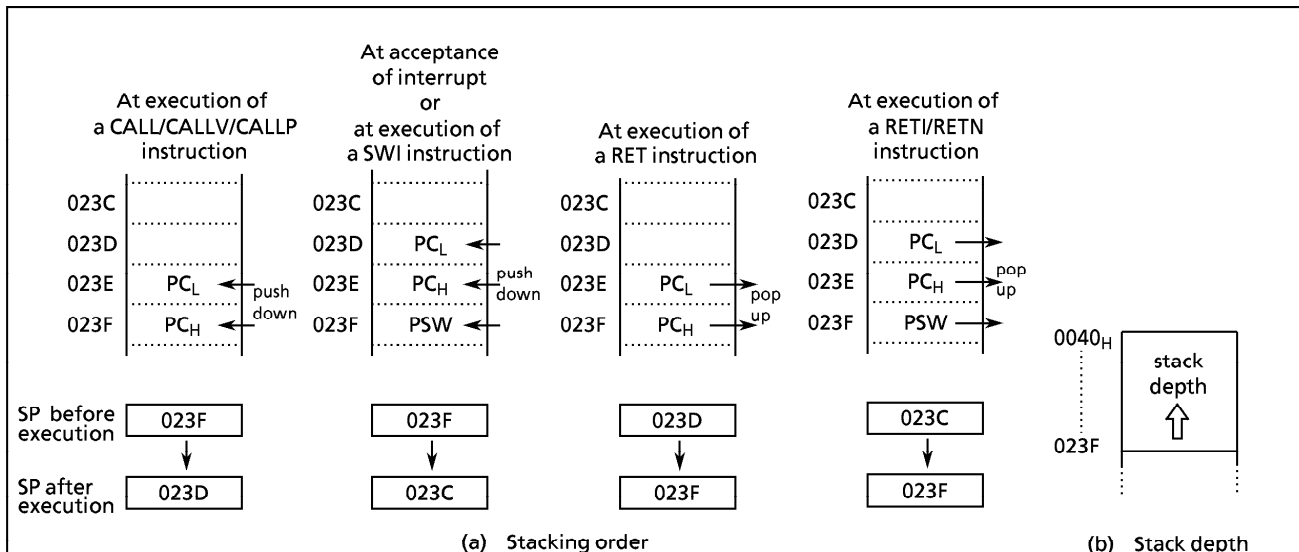 At execution of
a CALL/CALLV/CALLP
instruction
023C
023D
023E PCL
023F PCH
push
down
At acceptance
of interrupt
or
at execution of
a SWI instruction
023C
023D PCL
023E PCH
023F PSW
push
down
At execution of
a RET instruction
023C
023D
023E PCL
023F PCH
pop
up
At execution of
a RETI/RETN
instruction
023C
023D PCL
023E PCH
023F PSW
pop
up
SP before
execution
023F 023F 023D 023C
SP after
execution
023D 023C 023F 023F
(a) Stacking order
0040H
stack
depth
023F
(b) Stack depth